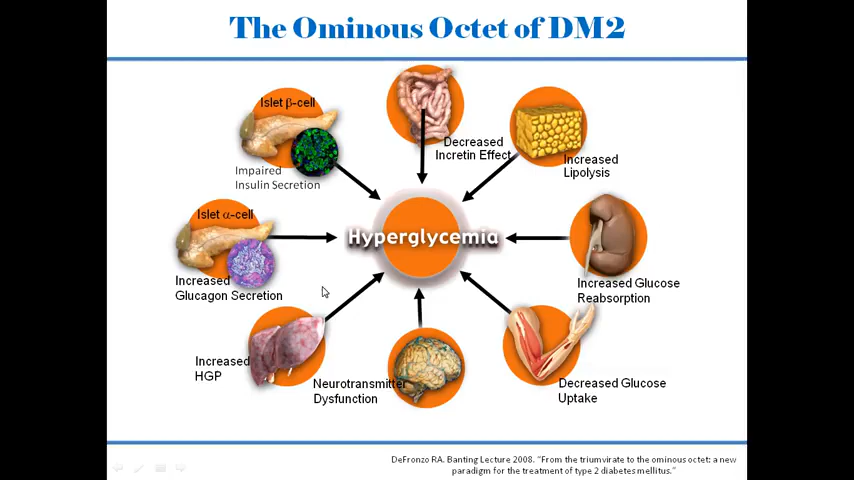 The Ominous Octet of DM2
Islet β-cell
Impaired
Insulin Secretion
Decreased
Incretin Effect
Increased
Lipolysis
Islet α-cell
Increased
Glucagon Secretion
Hyperglycemia
Increased Glucose
Reabsorption
Increased
HGP
Neurotransmitter
Dysfunction
Decreased Glucose
Uptake
DeFronzo RA. Banting Lecture 2008. "From the triumvirate to the ominous octet: a new
paradigm for the treatment of type 2 diabetes mellitus."